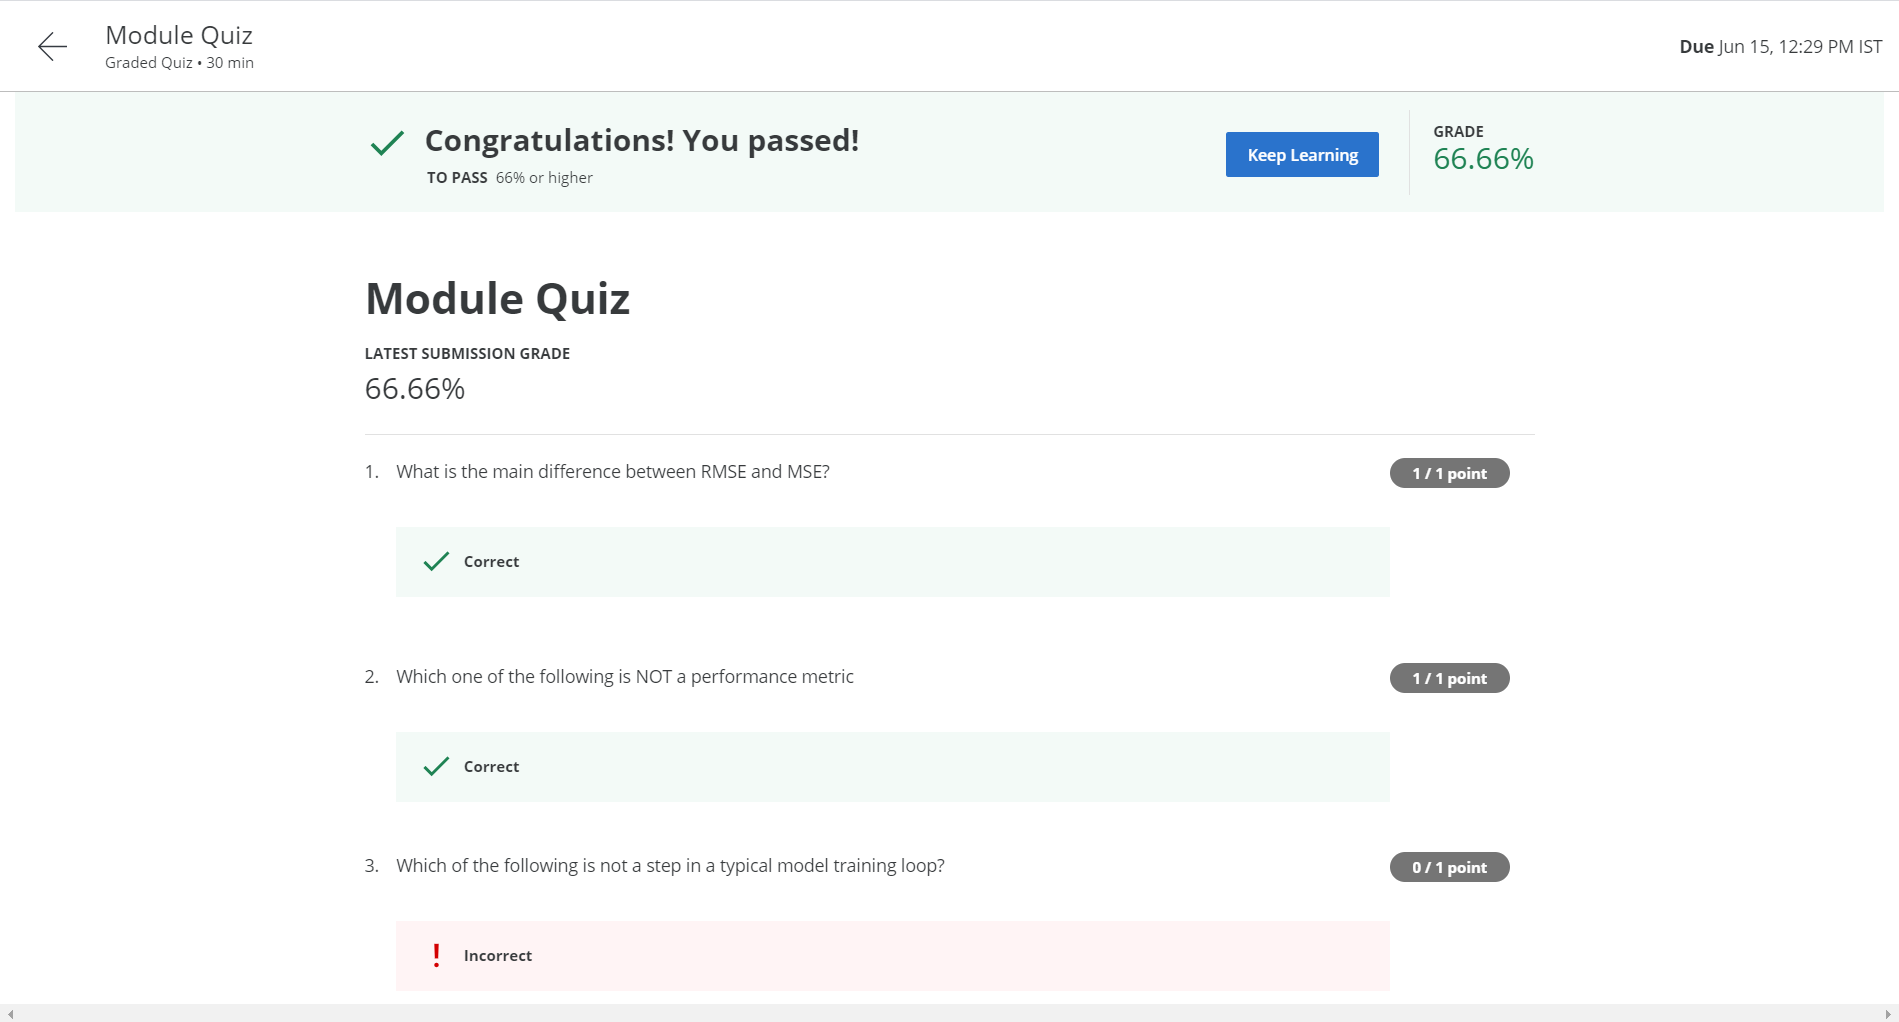 Module Quiz
Graded Quiz • 30 min
Due Jun 15, 12:29 PM IST
Congratulations! You passed!
TO PASS 66% or higher
Keep Learning
GRADE
66.66%
Module Quiz
LATEST SUBMISSION GRADE
66.66%
1. What is the main difference between RMSE and MSE?
1 / 1 point
Correct
2. Which one of the following is NOT a performance metric
1 / 1 point
Correct
3. Which of the following is not a step in a typical model training loop?
0 / 1 point
Incorrect